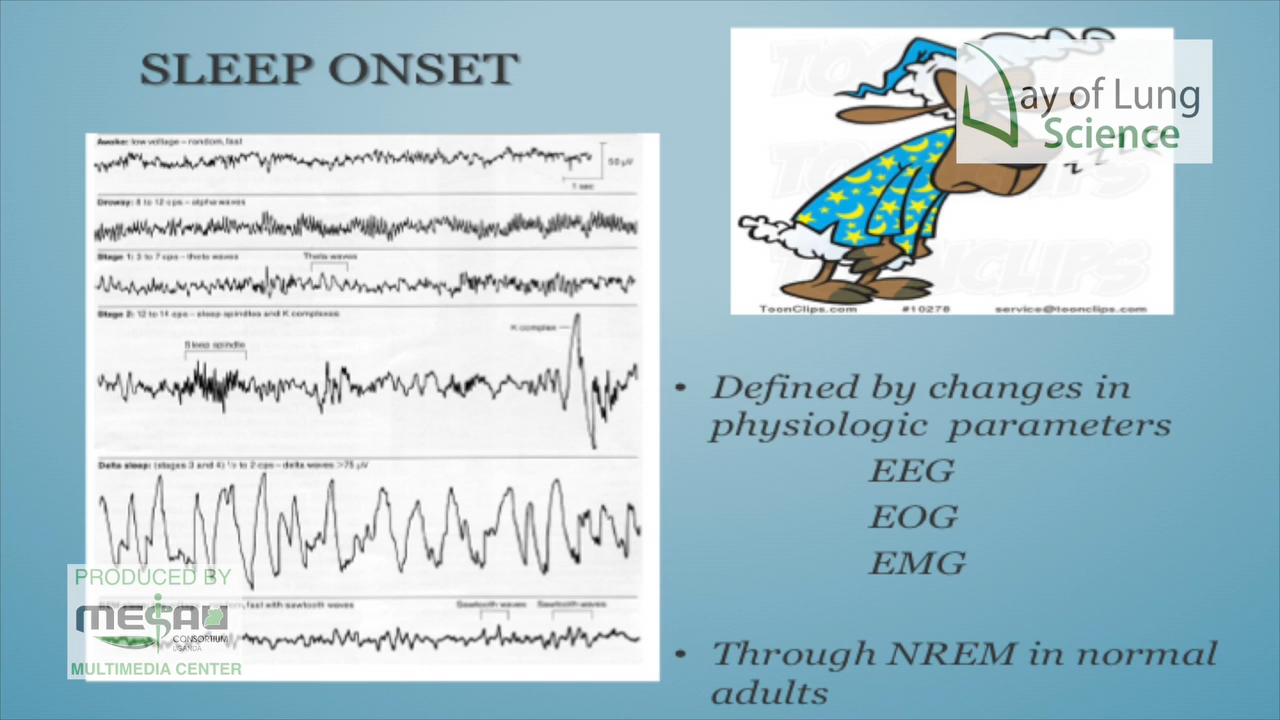 SLEEP ONSET
Awake: low voltage – random, fast
50 μV
1 sec
Drowsy: 8 to 12 cps – alpha waves
Stage 1: 3 to 7 cps – theta waves
Theta waves
Stage 2: 12 to 14 cps – sleep spindles and K complexes
K complex
Sleep spindle
Delta sleep: (stages 3 and 4) ½ to 2 cps – delta waves >75 μV
fast with sawtooth waves
Sawtooth waves
Sawtooth waves
PRODUCED BY
MESAU
CONSORTIUM
UGANDA
MULTIMEDIA CENTER
Day of Lung
Science
z z z z z
ToonClips.com #10278 service@toonclips.com
• Defined by changes in
physiologic parameters
EEG
EOG
EMG
• Through NREM in normal
adults